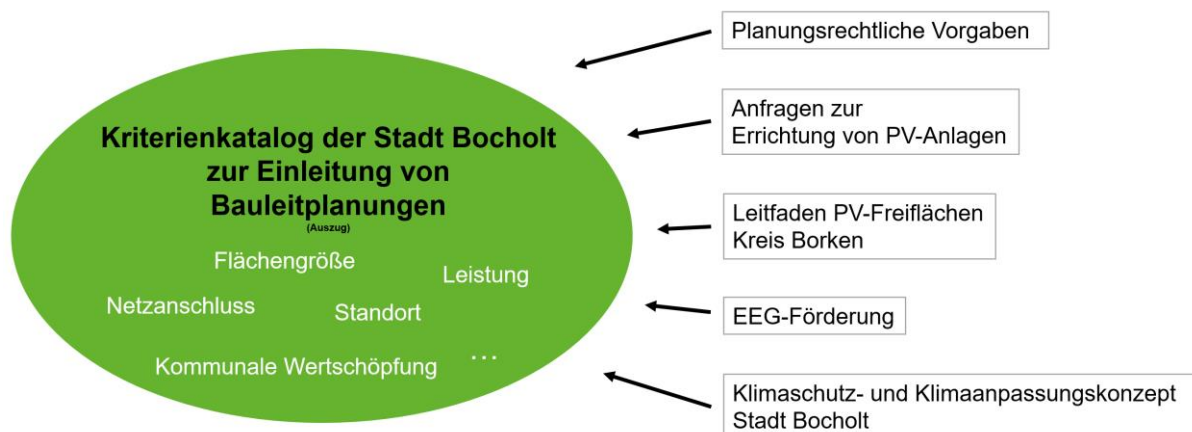 Kriterienkatalog der Stadt Bocholt
zur Einleitung von
Bauleitplanungen
(Auszug)
Flächengröße
Leistung
Netzanschluss
Standort
Kommunale Wertschöpfung
...
Planungsrechtliche Vorgaben
Anfragen zur
Errichtung von PV-Anlagen
Leitfaden PV-Freiflächen
Kreis Borken
EEG-Förderung
Klimaschutz- und Klimaanpassungskonzept
Stadt Bocholt